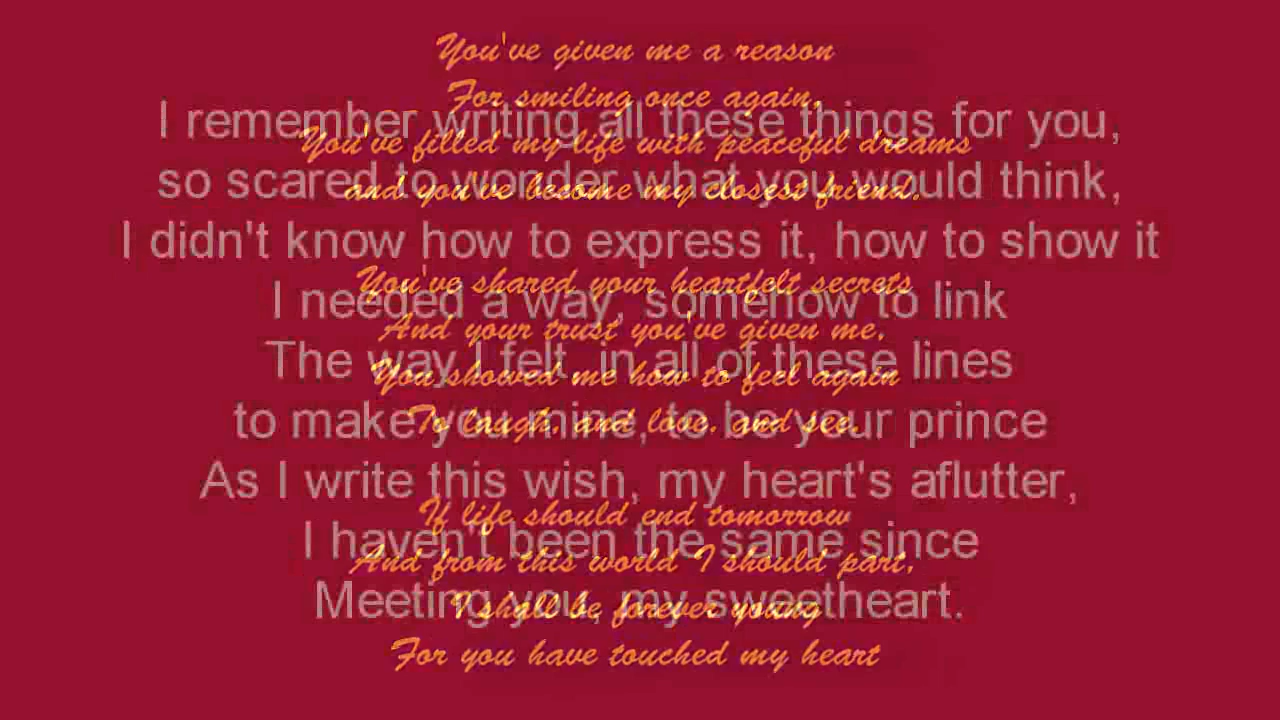 You've given me a reason
For smiling once again,
You've filled my life with peaceful dreams
and you've become my closest friend.
You've shared your heartfelt secrets
And your trust you've given me.
You showed me how to feel again
To laugh, and love, and see.
If life should end tomorrow
And from this world I should part,
I shall be forever young
For you have touched my heart
I remember writing all these things for you,
so scared to wonder what you would think,
I didn't know how to express it, how to show it
I needed a way, somehow to link
The way I felt, in all of these lines
to make you mine, to be your prince
As I write this wish, my heart's aflutter,
I haven't been the same since
Meeting you, my sweetheart.